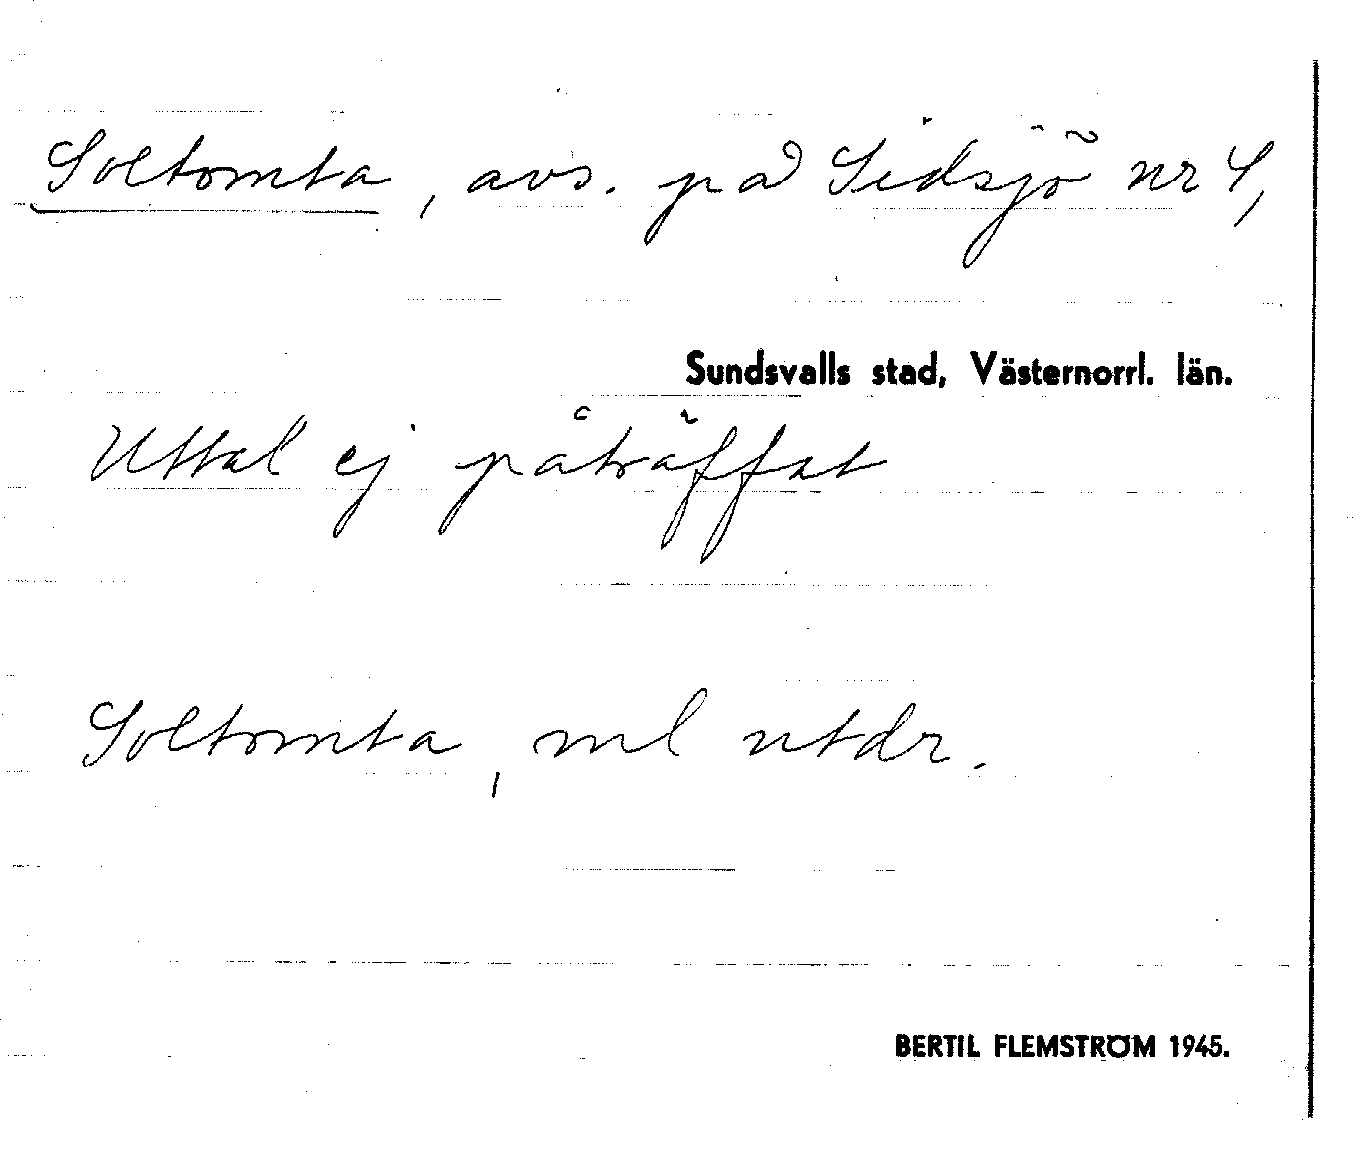 Soltomta, avs. på Sidsjö nr 4,
Sundsvalls stad, Västernorrl. län.
Uttal ej påträffat
Soltomta, ml utdr.
BERTIL FLEMSTRÖM 1945.